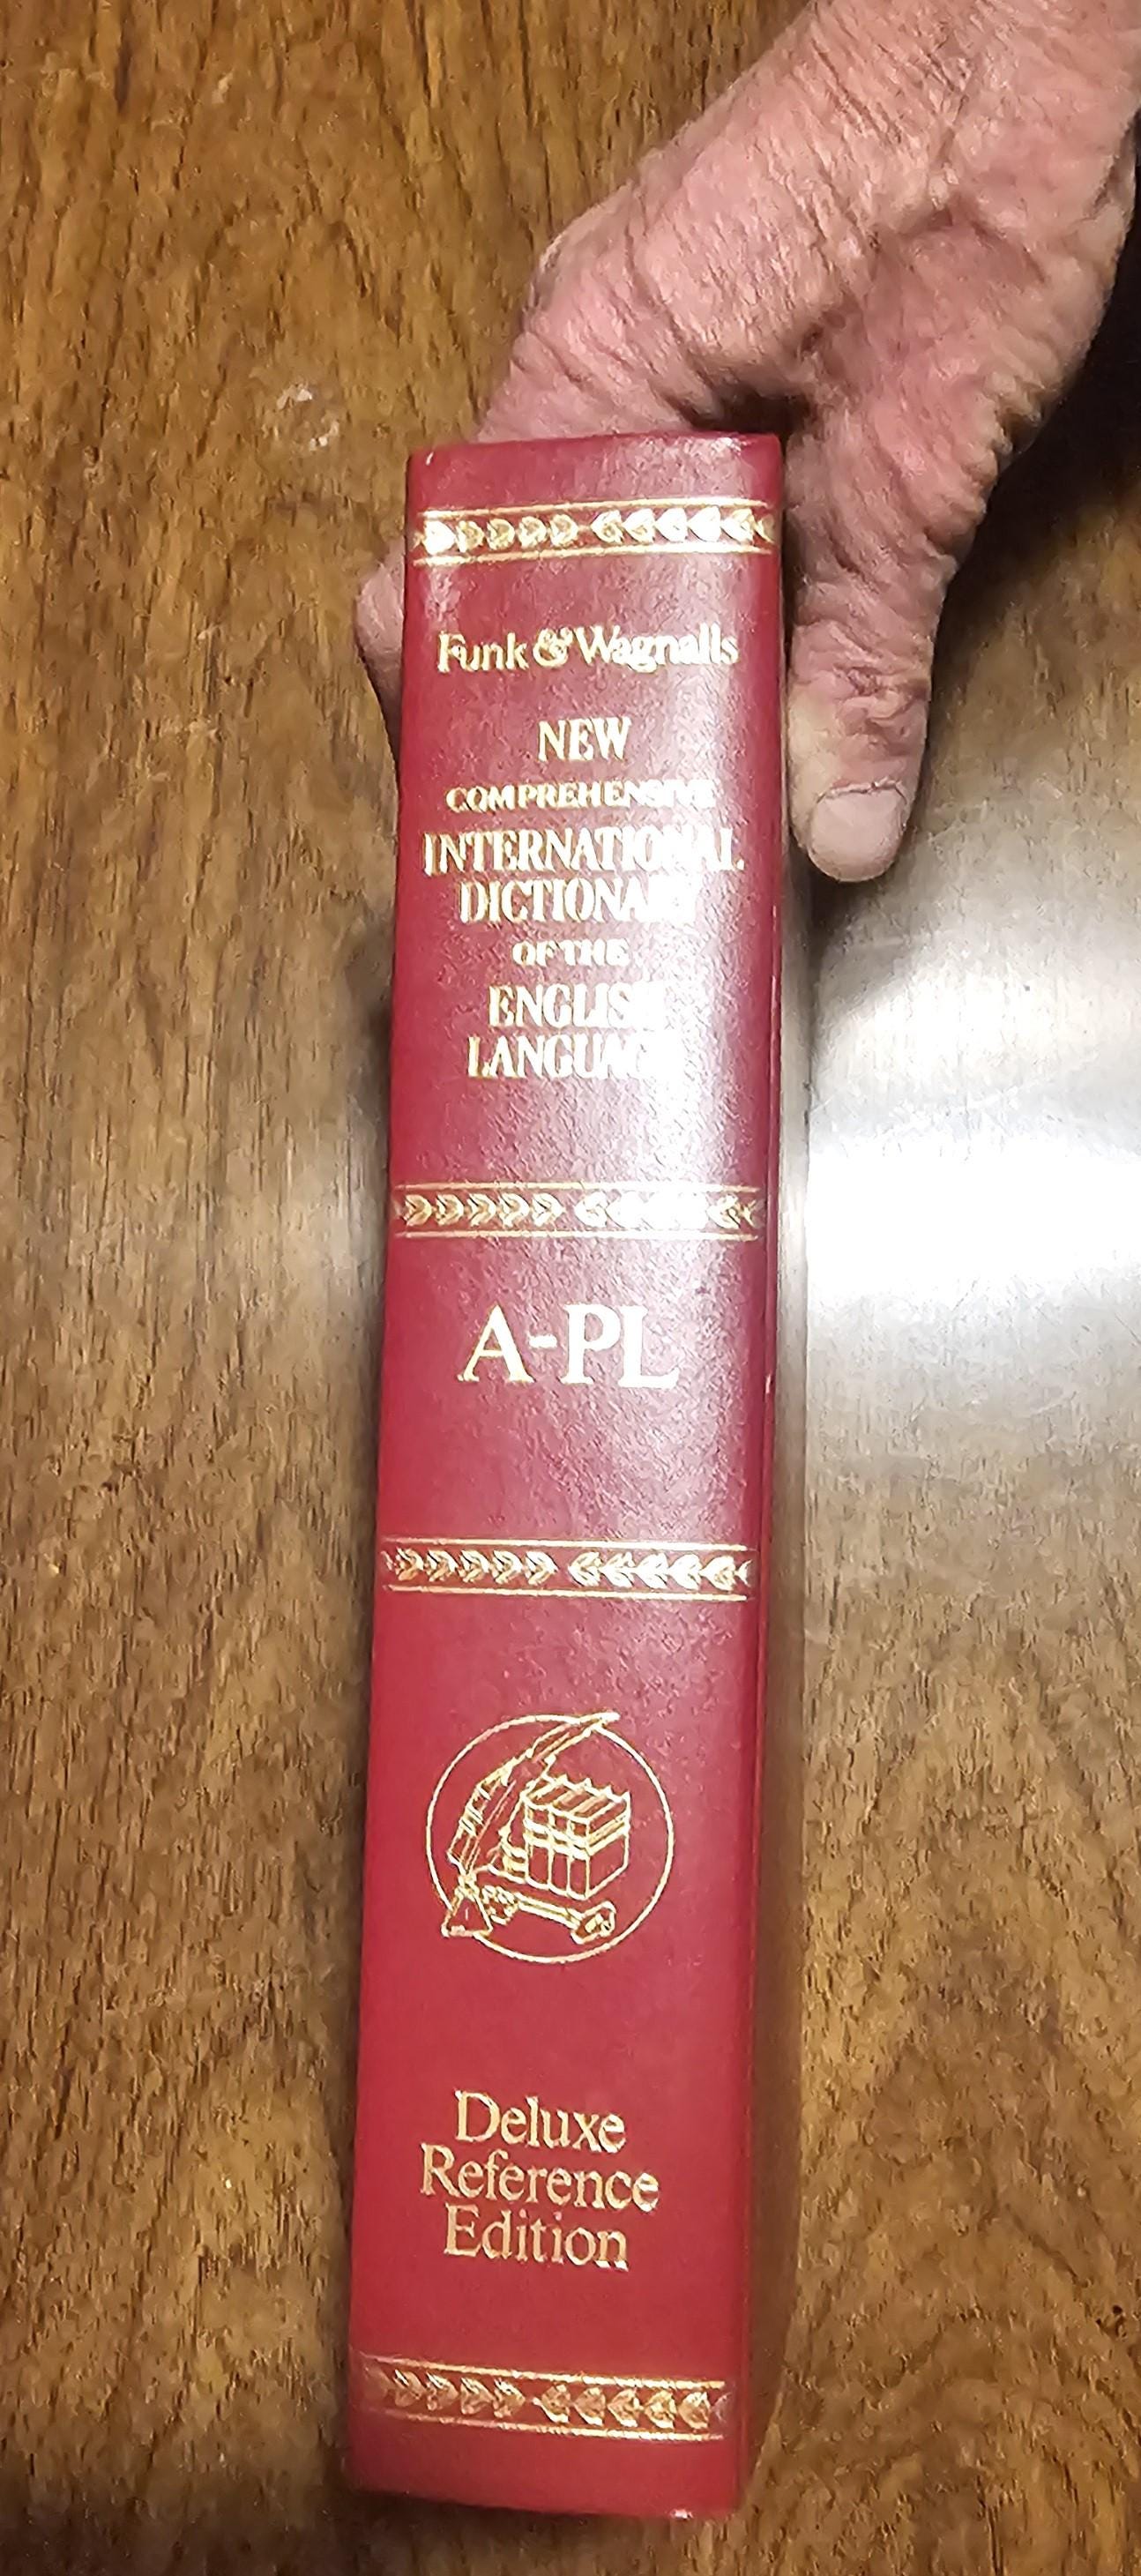 Funk & Wagnalls
NEW
COMPREHENSIVE
INTERNATIONAL
DICTIONARY
OF THE
ENGLISH
LANGUAGE
A-PL
Deluxe
Reference
Edition